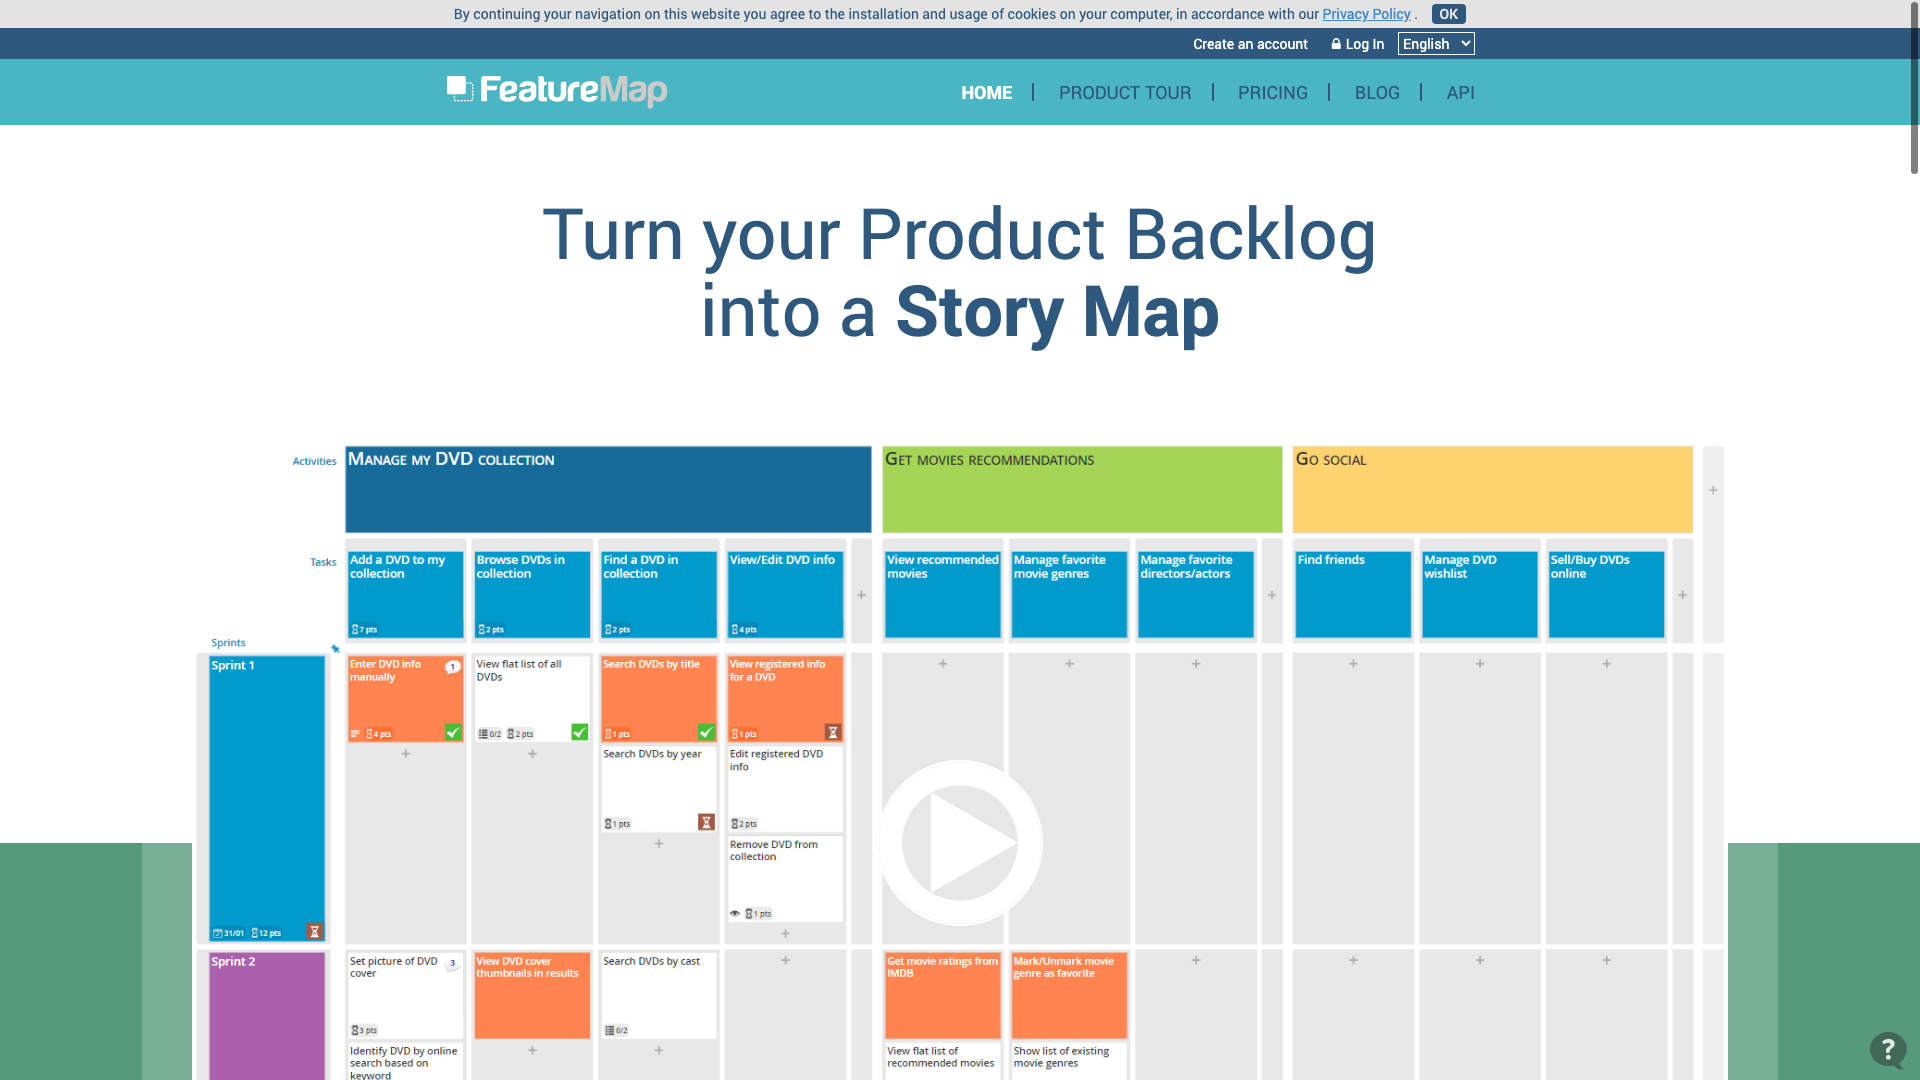 By continuing your navigation on this website you agree to the installation and usage of cookies on your computer, in accordance with our Privacy Policy . OK
Create an account Log In English
FeatureMap
HOME PRODUCT TOUR PRICING BLOG API
Turn your Product Backlog
into a Story Map
Activities
MANAGE MY DVD COLLECTION
GET MOVIES RECOMMENDATIONS
GO SOCIAL
+
Tasks
Add a DVD to my
collection
7 pts
Browse DVDs in
collection
2 pts
Find a DVD in
collection
2 pts
View/Edit DVD info
4 pts
+
View recommended
movies
Manage favorite
movie genres
Manage favorite
directors/actors
+
Find friends
Manage DVD
wishlist
Sell/Buy DVDs
online
+
Sprints
Sprint 1
31/01 12 pts
Enter DVD info
manually
1
4 pts
+
View flat list of all
DVDs
0/2 2 pts
+
Search DVDs by title
1 pts
Search DVDs by year
1 pts
+
View registered info
for a DVD
1 pts
Edit registered DVD
info
2 pts
Remove DVD from
collection
1 pts
+
+ + + + + +
Sprint 2
Set picture of DVD
cover
3
3 pts
Identify DVD by online
search based on
keyword
View DVD cover
thumbnails in results
+
Search DVDs by cast
0/2
+
+
Get movie ratings from
IMDB
View flat list of
recommended movies
Mark/Unmark movie
genre as favorite
Show list of existing
movie genres
+ + + +
?